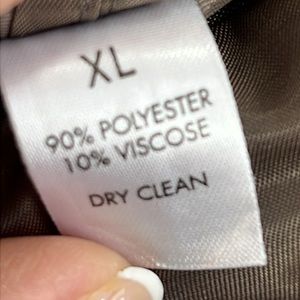 XL
90% POLYESTER
10% VISCOSE
DRY CLEAN